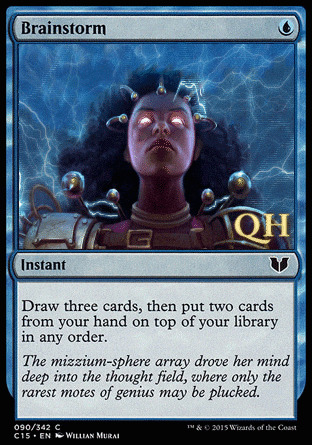 Brainstorm
QH
Instant
Draw three cards, then put two cards
from your hand on top of your library
in any order.
The mizzium-sphere array drove her mind
deep into the thought field, where only the
rarest motes of genius may be plucked.
090/342 C
C15 • EN Willian Murai
™ & © 2015 Wizards of the Coast